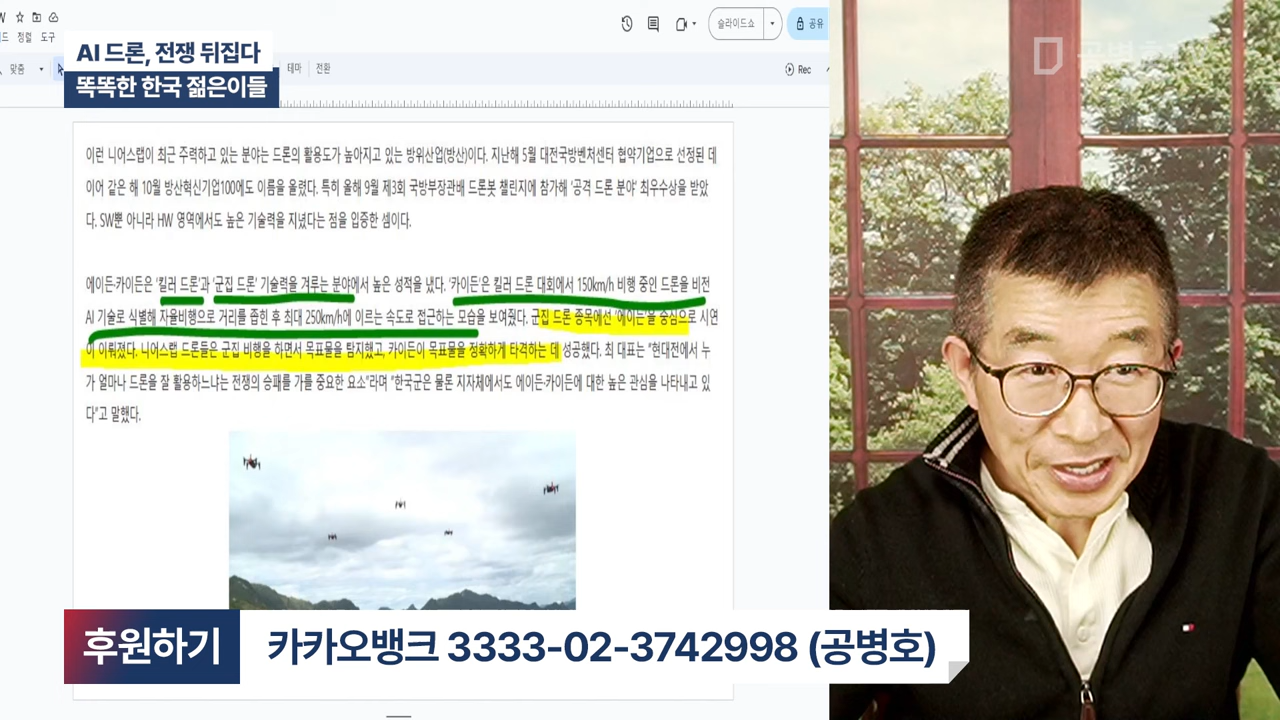 AI 드론, 전쟁 뒤집다
똑똑한 한국 젊은이들
정렬 도구
슬라이드쇼
공유
맞춤
테마
전환
Rec
공병호
이런 니어스랩이 최근 주력하고 있는 분야는 드론의 활용도가 높아지고 있는 방위산업(방산)이다. 지난해 5월 대전국방벤처센터 협약기업으로 선정된 데
이어 같은 해 10월 방산혁신기업100에도 이름을 올렸다. 특히 올해 9월 제3회 국방부장관배 드론봇 챌린지에 참가해 '공격 드론 분야' 최우수상을 받았
다. SW뿐 아니라 HW 영역에서도 높은 기술력을 지녔다는 점을 입증한 셈이다.
에이든·카이든은 '킬러 드론'과 '군집 드론' 기술력을 겨루는 분야에서 높은 성적을 냈다. '카이든'은 킬러 드론 대회에서 150km/h 비행 중인 드론을 비전
AI 기술로 식별해 자율비행으로 거리를 좁힌 후 최대 250km/h에 이르는 속도로 접근하는 모습을 보여줬다. 군집 드론 종목에선 '에이든'을 중심으로 시연
이 이뤄졌다. 니어스랩 드론들은 군집 비행을 하면서 목표물을 탐지했고, 카이든이 목표물을 정확하게 타격하는 데 성공했다. 최 대표는 "현대전에서 누
가 얼마나 드론을 잘 활용하느냐는 전쟁의 승패를 가를 중요한 요소"라며 "한국군은 물론 지자체에서도 에이든·카이든에 대한 높은 관심을 나타내고 있
다"고 말했다.
후원하기
카카오뱅크 3333-02-3742998 (공병호)